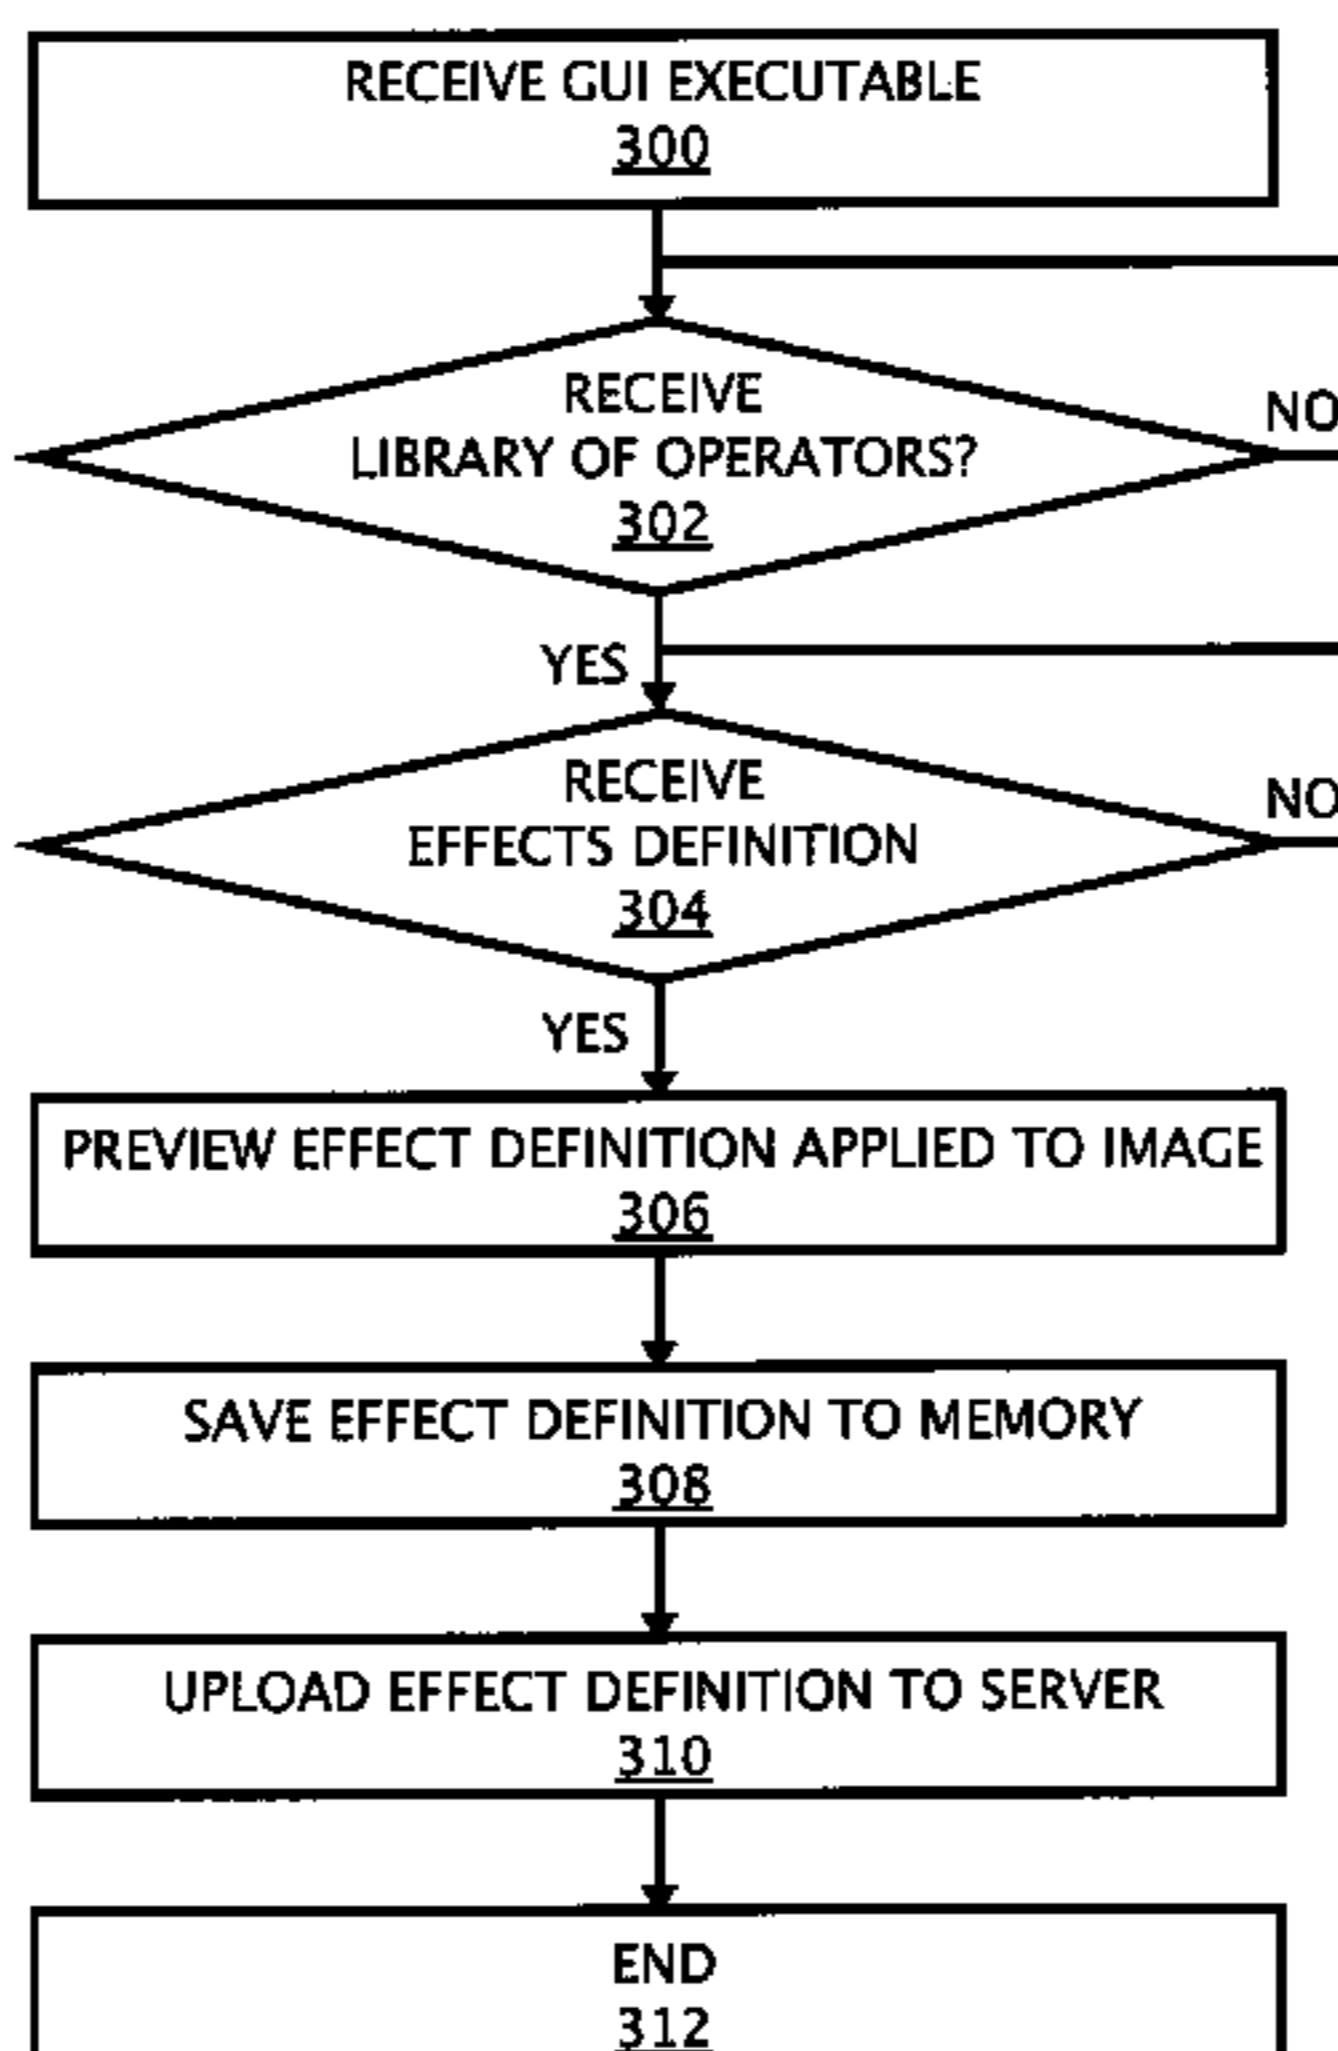 RECEIVE GUI EXECUTABLE
300
RECEIVE
LIBRARY OF OPERATORS?
302
NO
YES
RECEIVE
EFFECTS DEFINITION
304
NO
YES
PREVIEW EFFECT DEFINITION APPLIED TO IMAGE
306
SAVE EFFECT DEFINITION TO MEMORY
308
UPLOAD EFFECT DEFINITION TO SERVER
310
END
312